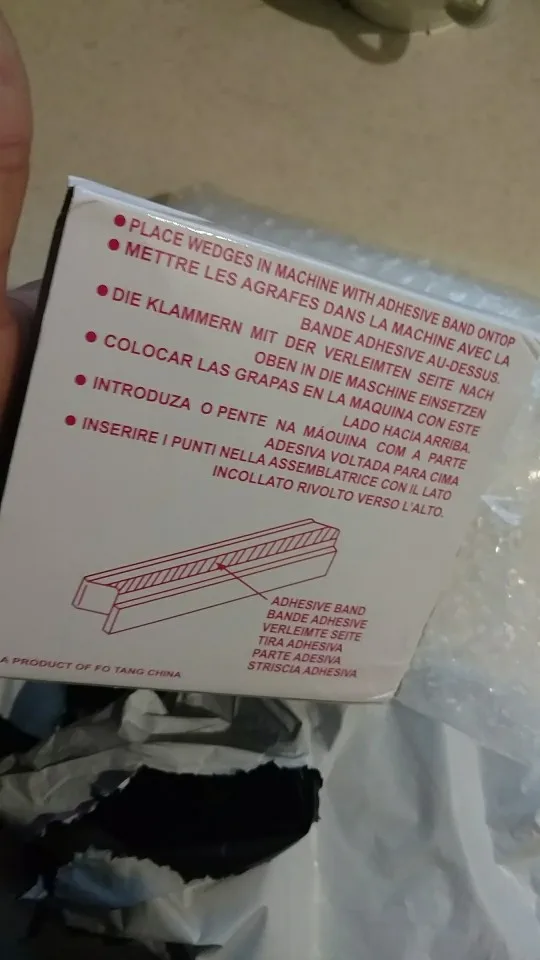 ● PLACE WEDGES IN MACHINE WITH ADHESIVE BAND ONTOP
● METTRE LES AGRAFES DANS LA MACHINE AVEC LA
BANDE ADHESIVE AU-DESSUS.
● DIE KLAMMERN MIT DER VERLEIMTEN SEITE NACH
OBEN IN DIE MASCHINE EINSETZEN
● COLOCAR LAS GRAPAS EN LA MAQUINA CON ESTE
LADO HACIA ARRIBA.
● INTRODUZA O PENTE NA MÁOUINA COM A PARTE
ADESIVA VOLTADA PARA CIMA
● INSERIRE I PUNTI NELLA ASSEMBLATRICE CON IL LATO
INCOLLATO RIVOLTO VERSO L'ALTO.
ADHESIVE BAND
BANDE ADHESIVE
VERLEIMTE SEITE
TIRA ADHESIVA
PARTE ADESIVA
STRISCIA ADHESIVA
A PRODUCT OF FO TANG CHINA